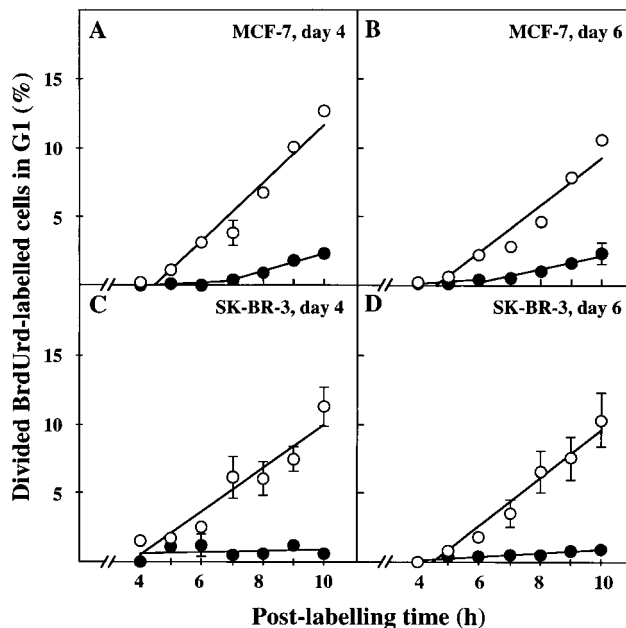 A
MCF-7, day 4
B
MCF-7, day 6
15
10
5
C
SK-BR-3, day 4
D
SK-BR-3, day 6
15
10
5
4 6 8 10
4 6 8 10
Divided BrdUrd-labelled cells in G1 (%)
Post-labelling time (h)